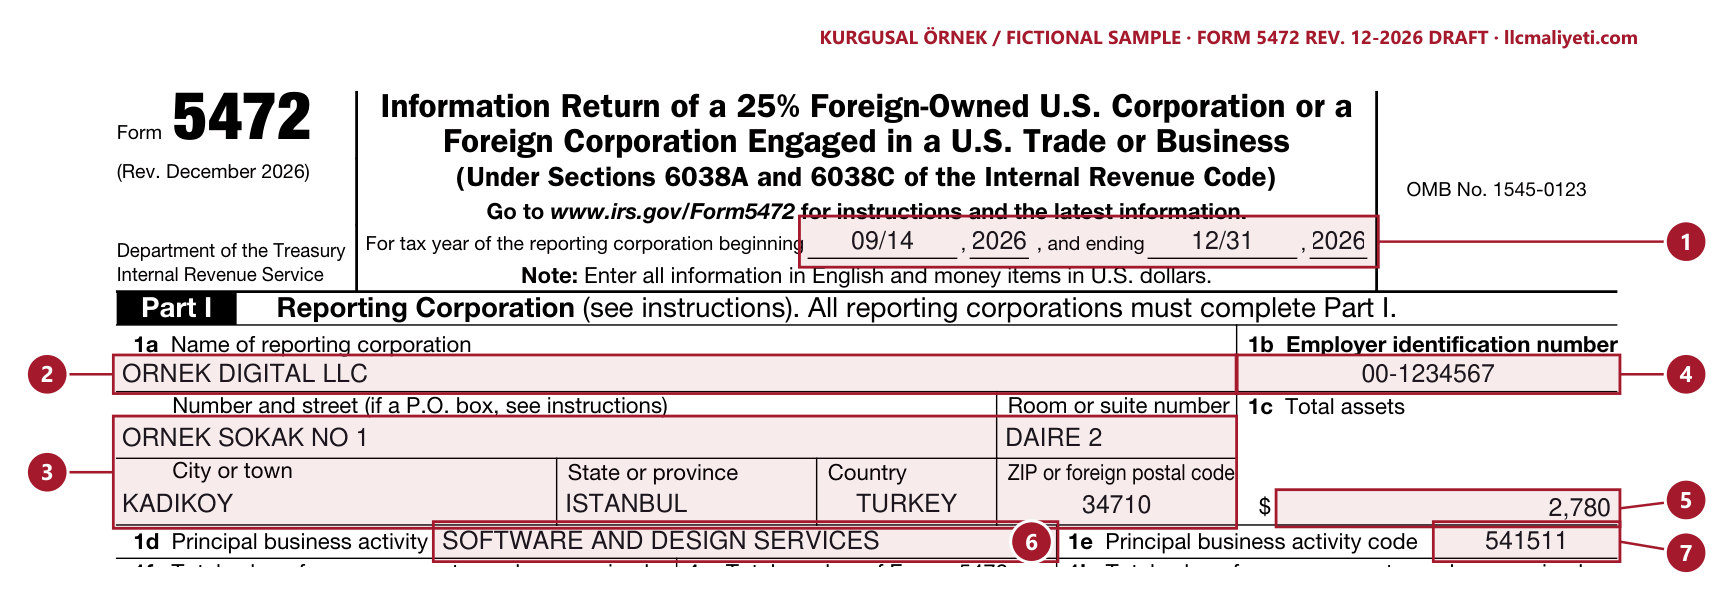 KURGUSAL ÖRNEK / FICTIONAL SAMPLE · FORM 5472 REV. 12-2026 DRAFT · llcmaliyeti.com
Form 5472
(Rev. December 2026)
Department of the Treasury
Internal Revenue Service
Information Return of a 25% Foreign-Owned U.S. Corporation or a
Foreign Corporation Engaged in a U.S. Trade or Business
(Under Sections 6038A and 6038C of the Internal Revenue Code)
Go to www.irs.gov/Form5472 for instructions and the latest information.
For tax year of the reporting corporation beginning 09/14 , 2026 , and ending 12/31 , 2026
Note: Enter all information in English and money items in U.S. dollars.
OMB No. 1545-0123
1
Part I Reporting Corporation (see instructions). All reporting corporations must complete Part I.
1a Name of reporting corporation
1b Employer identification number
2 ORNEK DIGITAL LLC
00-1234567 4
Number and street (if a P.O. box, see instructions)
Room or suite number
1c Total assets
ORNEK SOKAK NO 1
DAIRE 2
3
City or town
State or province
Country
ZIP or foreign postal code
KADIKOY
ISTANBUL
TURKEY
34710
$ 2,780 5
1d Principal business activity SOFTWARE AND DESIGN SERVICES 6
1e Principal business activity code 541511 7